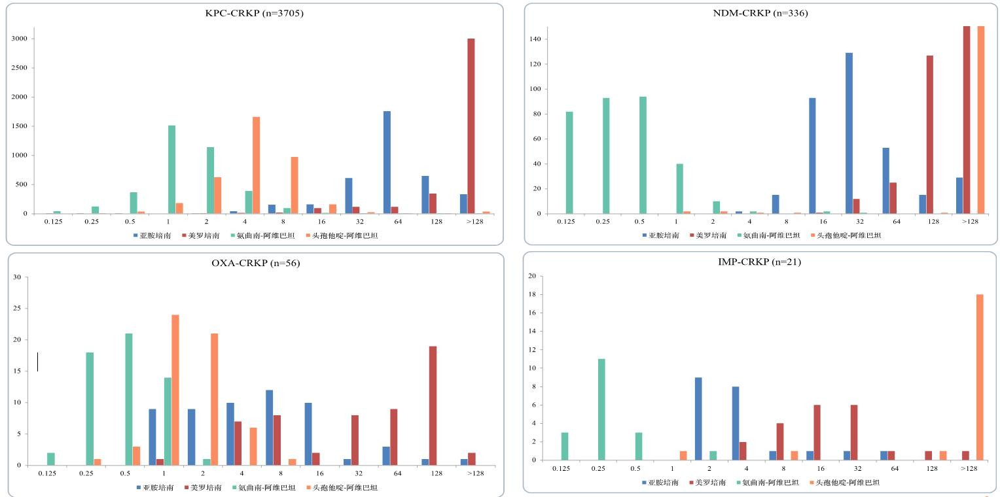 KPC-CRKP (n=3705)
3000
2500
2000
1500
1000
500
0
0.125 0.25 0.5 1 2 4 8 16 32 64 128 >128
亚胺培南 美罗培南 氨曲南-阿维巴坦 头孢他啶-阿维巴坦
NDM-CRKP (n=336)
140
120
100
80
60
40
20
0
0.125 0.25 0.5 1 2 4 8 16 32 64 128 >128
亚胺培南 美罗培南 氨曲南-阿维巴坦 头孢他啶-阿维巴坦
OXA-CRKP (n=56)
30
25
20
15
10
5
0
0.125 0.25 0.5 1 2 4 8 16 32 64 128 >128
亚胺培南 美罗培南 氨曲南-阿维巴坦 头孢他啶-阿维巴坦
IMP-CRKP (n=21)
20
18
16
14
12
10
8
6
4
2
0
0.125 0.25 0.5 1 2 4 8 16 32 64 128 >128
亚胺培南 美罗培南 氨曲南-阿维巴坦 头孢他啶-阿维巴坦